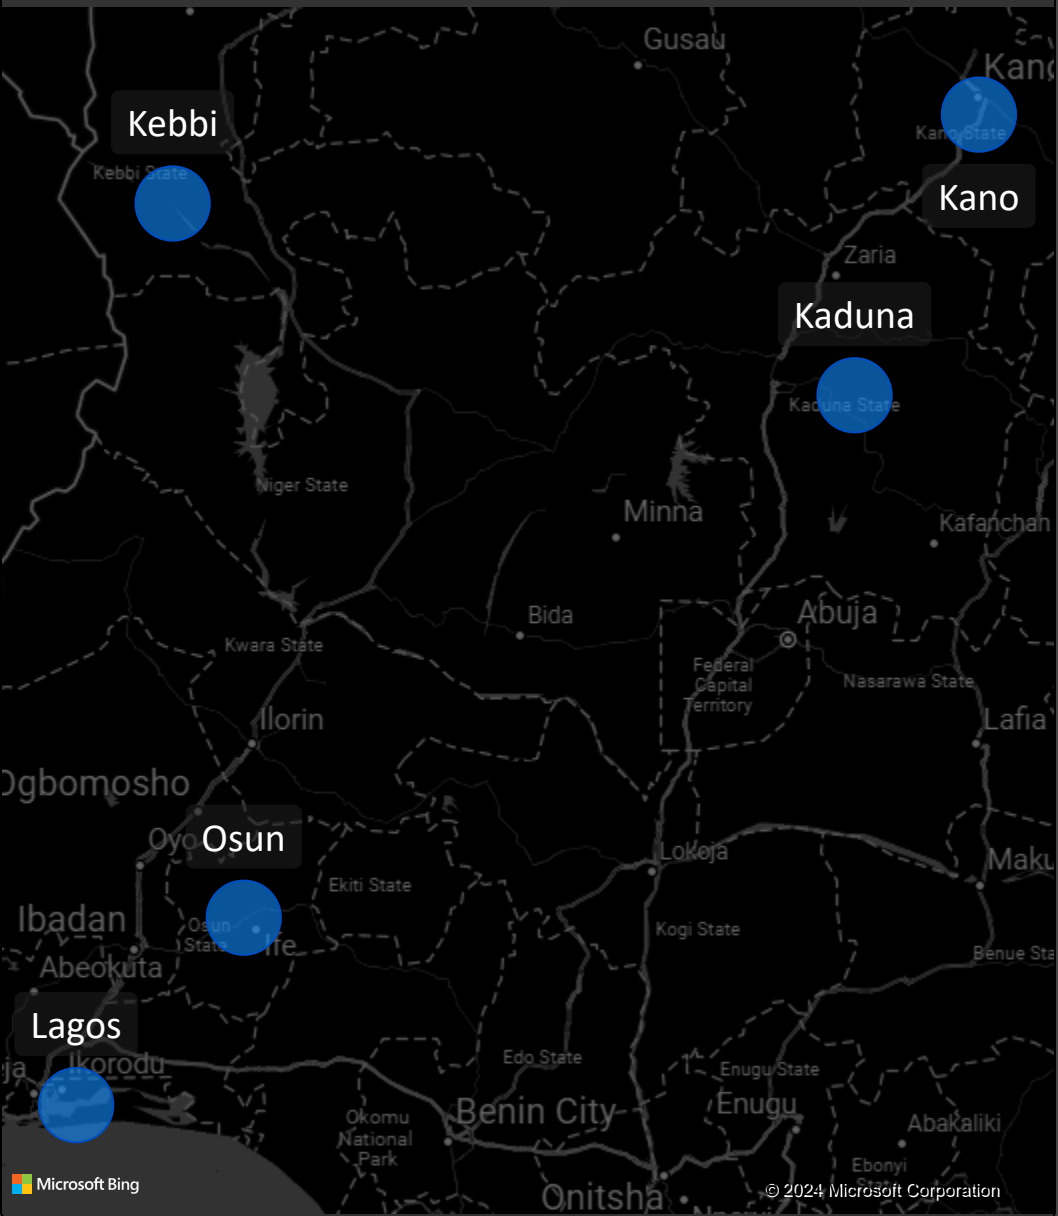 Gusau
Kano
Kebbi
Kano State
Kebbi State
Kano
Zaria
Kaduna
Kaduna State
Niger State
Minna
Kafanchan
Bida
Abuja
Kwara State
Federal
Capital
Territory
Nasarawa State
Ilorin
Lafia
Ogbomosho
Oyo
Osun
Lokoja
Maku
Ekiti State
Ibadan
Osun
State
Ife
Kogi State
Abeokuta
Benue Sta
Lagos
Ikorodu
ja
Edo State
Enugu State
Okomu
National
Park
Benin City
Enugu
Abakaliki
Ebonyi
Microsoft Bing
Onitsha
© 2024 Microsoft Corporation